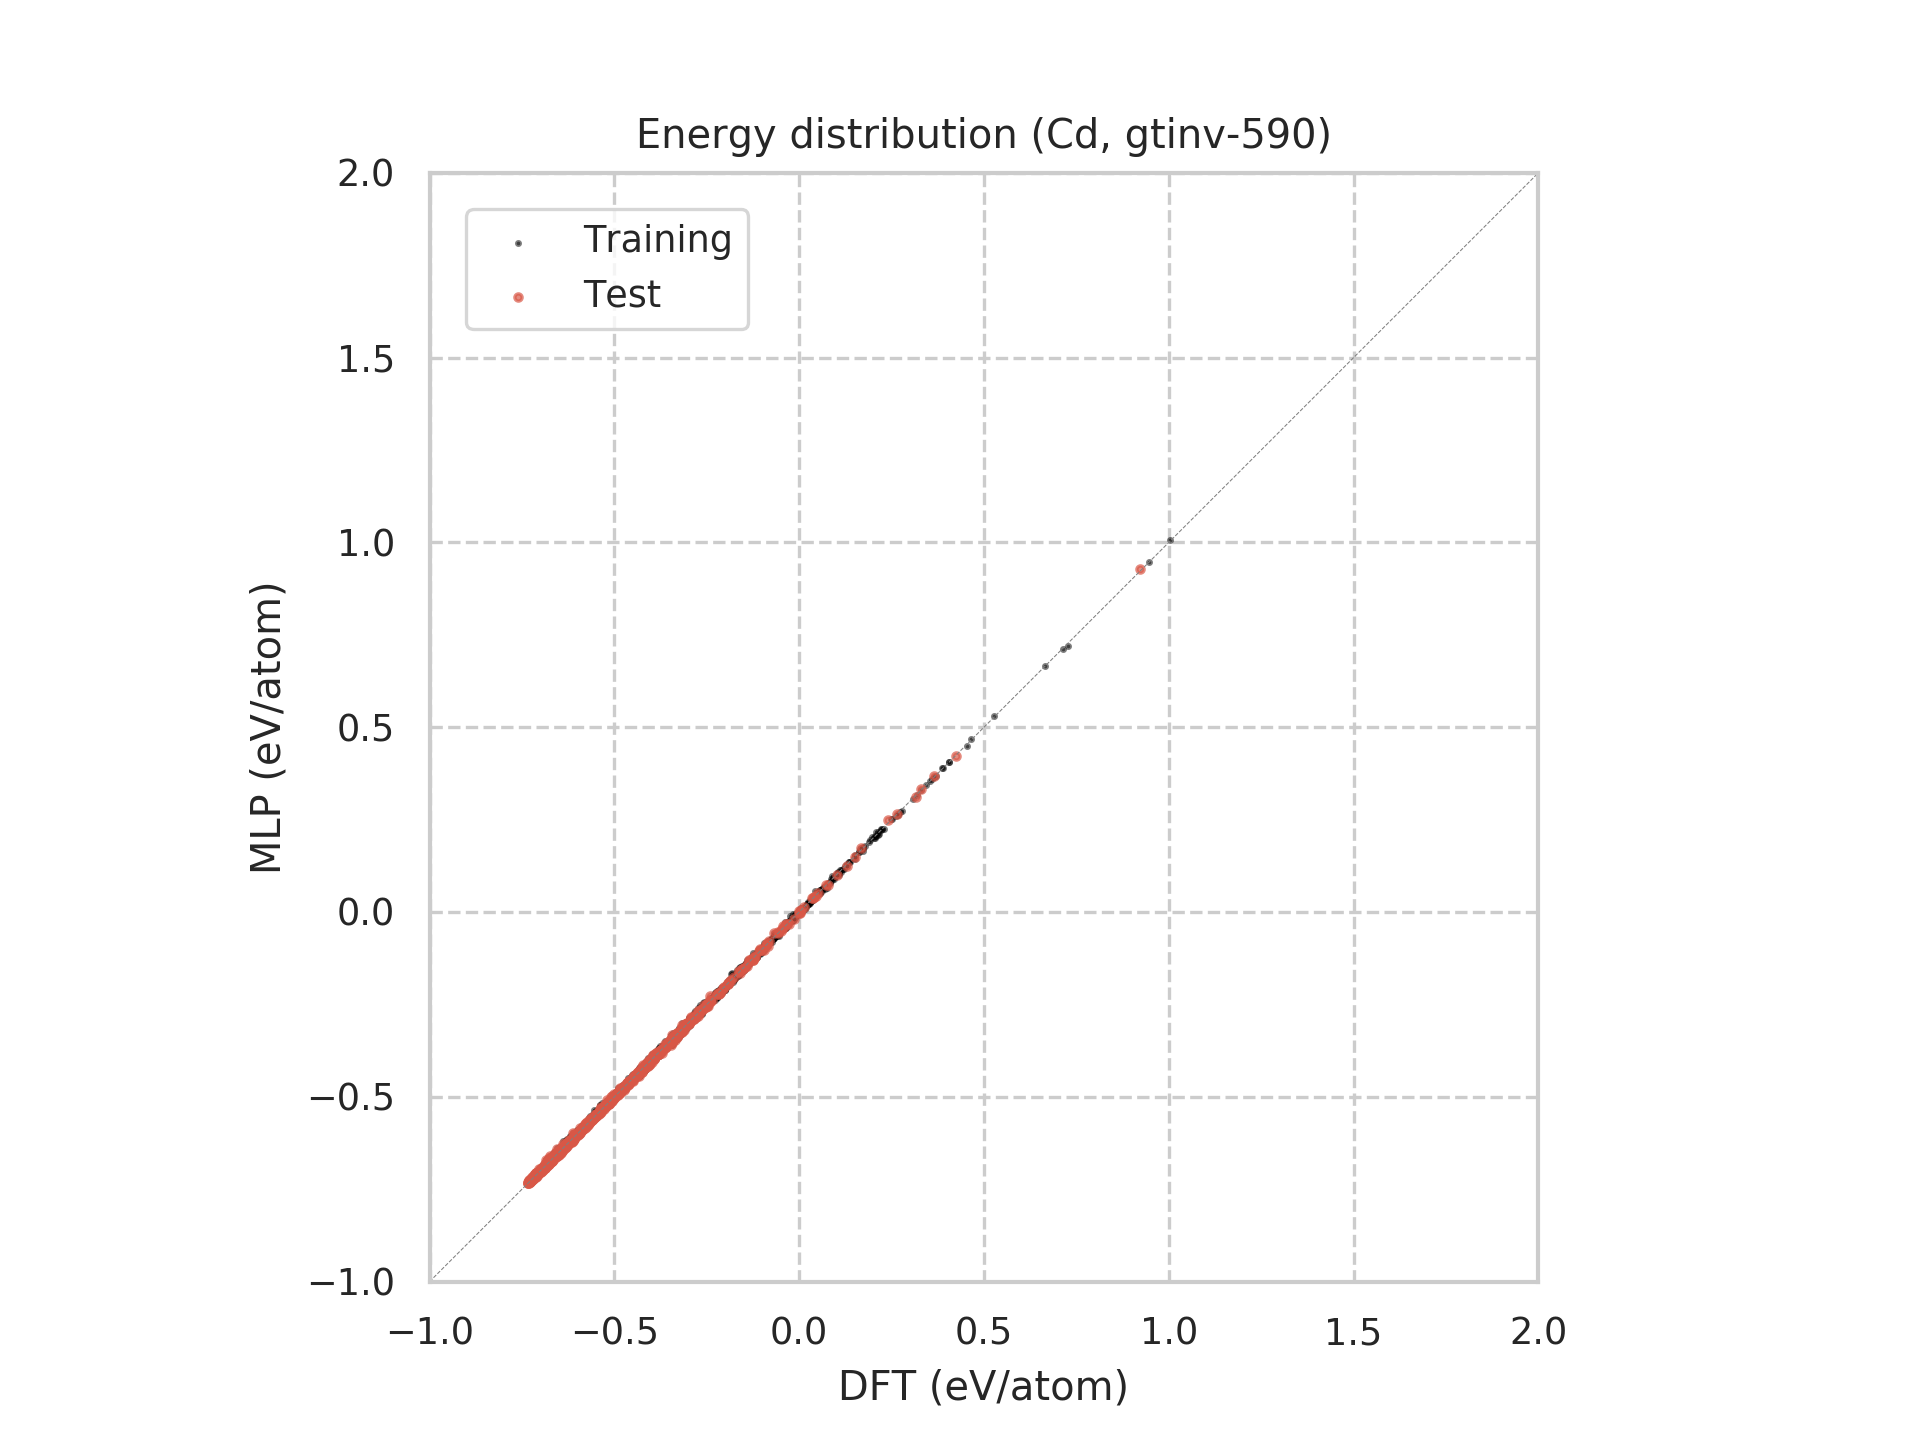 Energy distribution (Cd, gtinv-590)
2.0
1.5
1.0
0.5
0.0
−0.5
−1.0
MLP (eV/atom)
Training
Test
−1.0 −0.5 0.0 0.5 1.0 1.5 2.0
DFT (eV/atom)